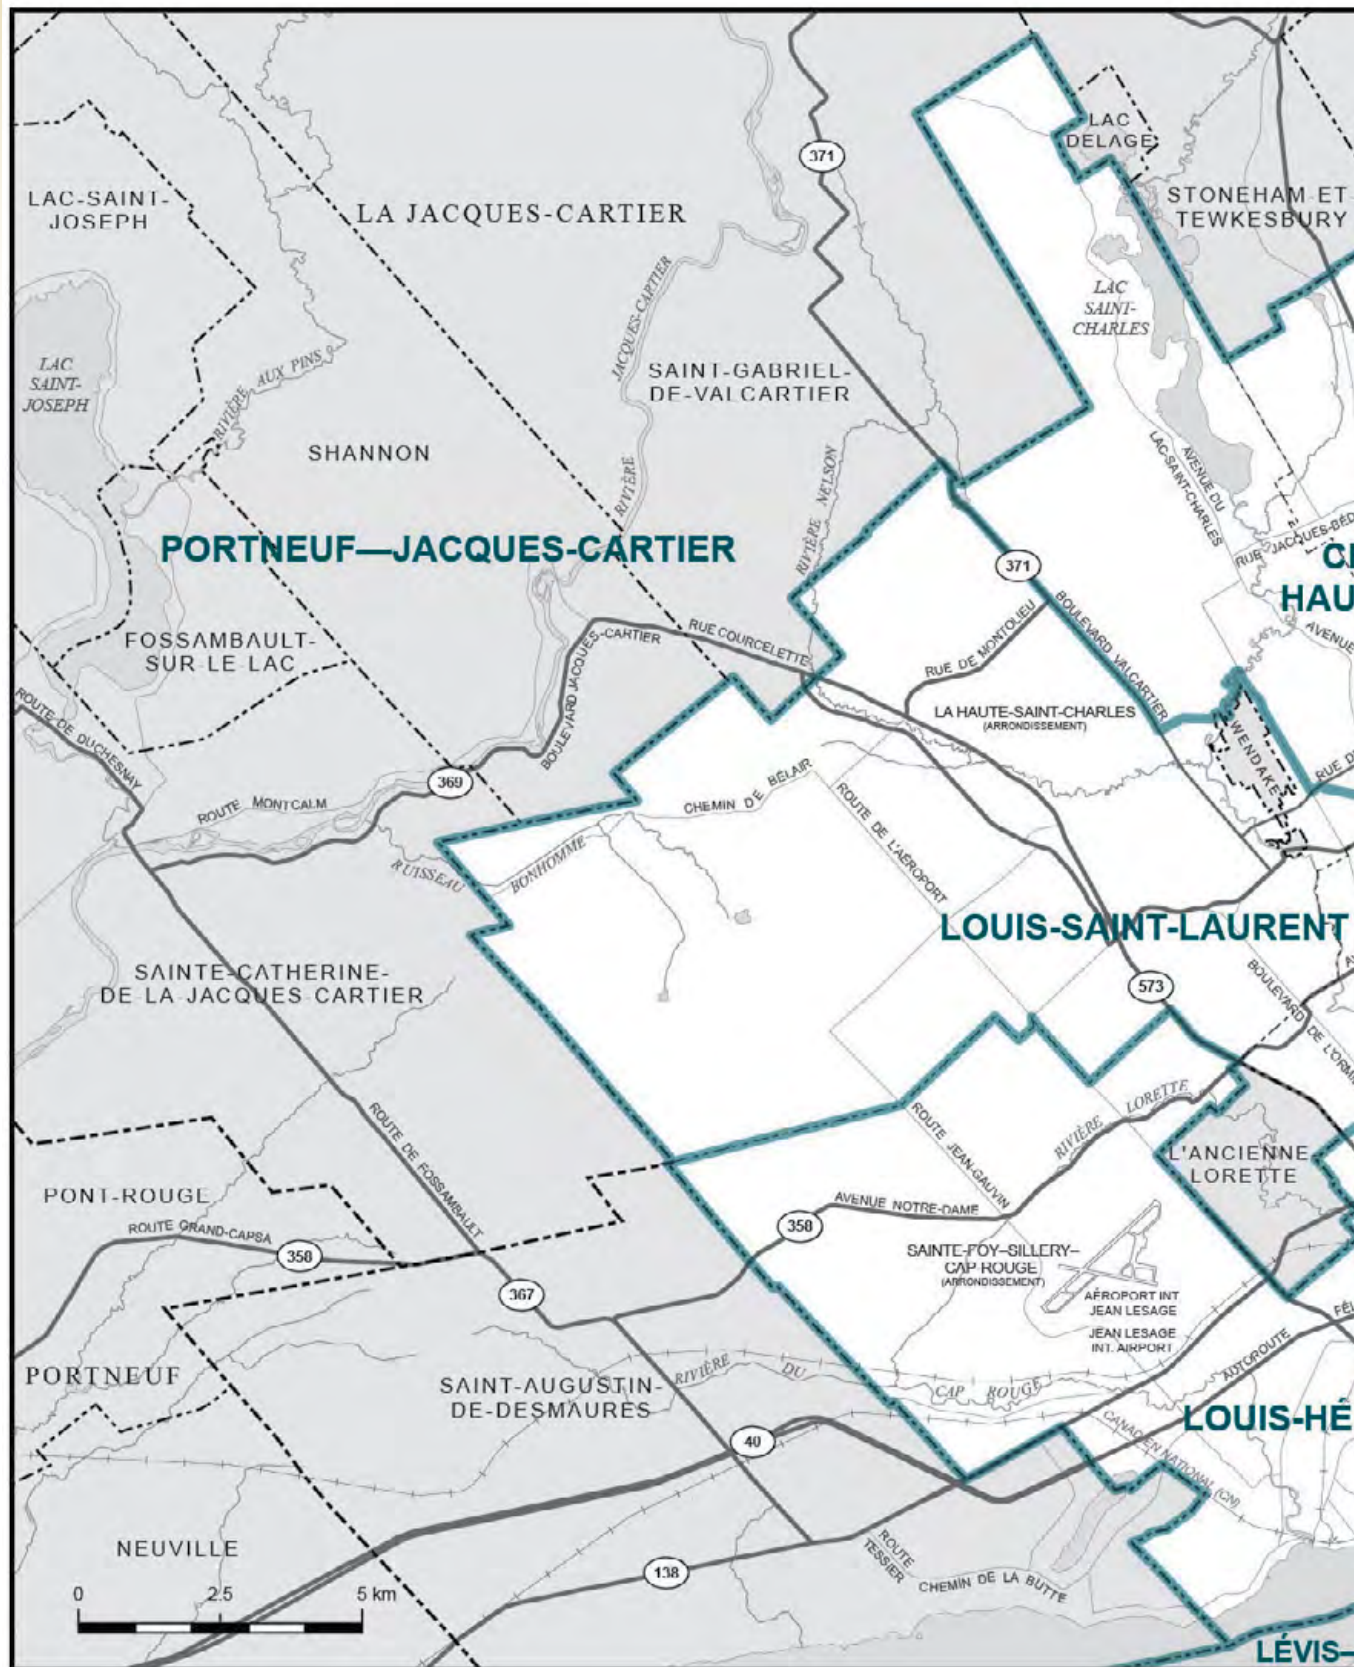 371
LAC
DELAGE
LAC-SAINT-
JOSEPH
LA JACQUES-CARTIER
STONEHAM-ET-
TEWKESBURY
JACQUES-CARTIER
RIVIÈRE
LAC
SAINT-
CHARLES
LAC
SAINT-
JOSEPH
RIVIÈRE AUX PINS
SAINT-GABRIEL-
DE-VALCARTIER
SHANNON
RIVIÈRE NELSON
AVENUE DU
LAC-SAINT-CHARLES
RUE JACQUES-BÉD
PORTNEUF—JACQUES-CARTIER
371
HAU
FOSSAMBAULT-
SUR-LE-LAC
RUE COURCELETTE
BOULEVARD JACQUES-CARTIER
RUE DE MONTOLIEU
BOULEVARD VALCARTIER
AVENUE
LA HAUTE-SAINT-CHARLES
(ARRONDISSEMENT)
WENDAKE
ROUTE DE DUCHESNAY
369
ROUTE MONTCALM
CHEMIN DE BÉLAIR
ROUTE DE L'AÉROPORT
RUE DE
RUISSEAU BONHOMME
LOUIS-SAINT-LAURENT
SAINTE-CATHERINE-
DE-LA-JACQUES-CARTIER
573
BOULEVARD DE L'ORMI
ROUTE DE FOSSAMBAULT
ROUTE JEAN-GAUVIN
RIVIÈRE LORETTE
L'ANCIENNE-
LORETTE
PONT-ROUGE
ROUTE GRAND-CAPSA
358
AVENUE NOTRE-DAME
358
SAINTE-FOY–SILLERY–
CAP-ROUGE
(ARRONDISSEMENT)
367
AÉROPORT INT.
JEAN LESAGE
JEAN LESAGE
INT. AIRPORT
FÉL
AUTOROUTE
PORTNEUF
SAINT-AUGUSTIN-
DE-DESMAURES
RIVIÈRE DU CAP ROUGE
LOUIS-HÉ
CANADIEN NATIONAL (CN)
40
NEUVILLE
ROUTE
TESSIER
138
CHEMIN DE LA BUTTE
0 2.5 5 km
LÉVIS—